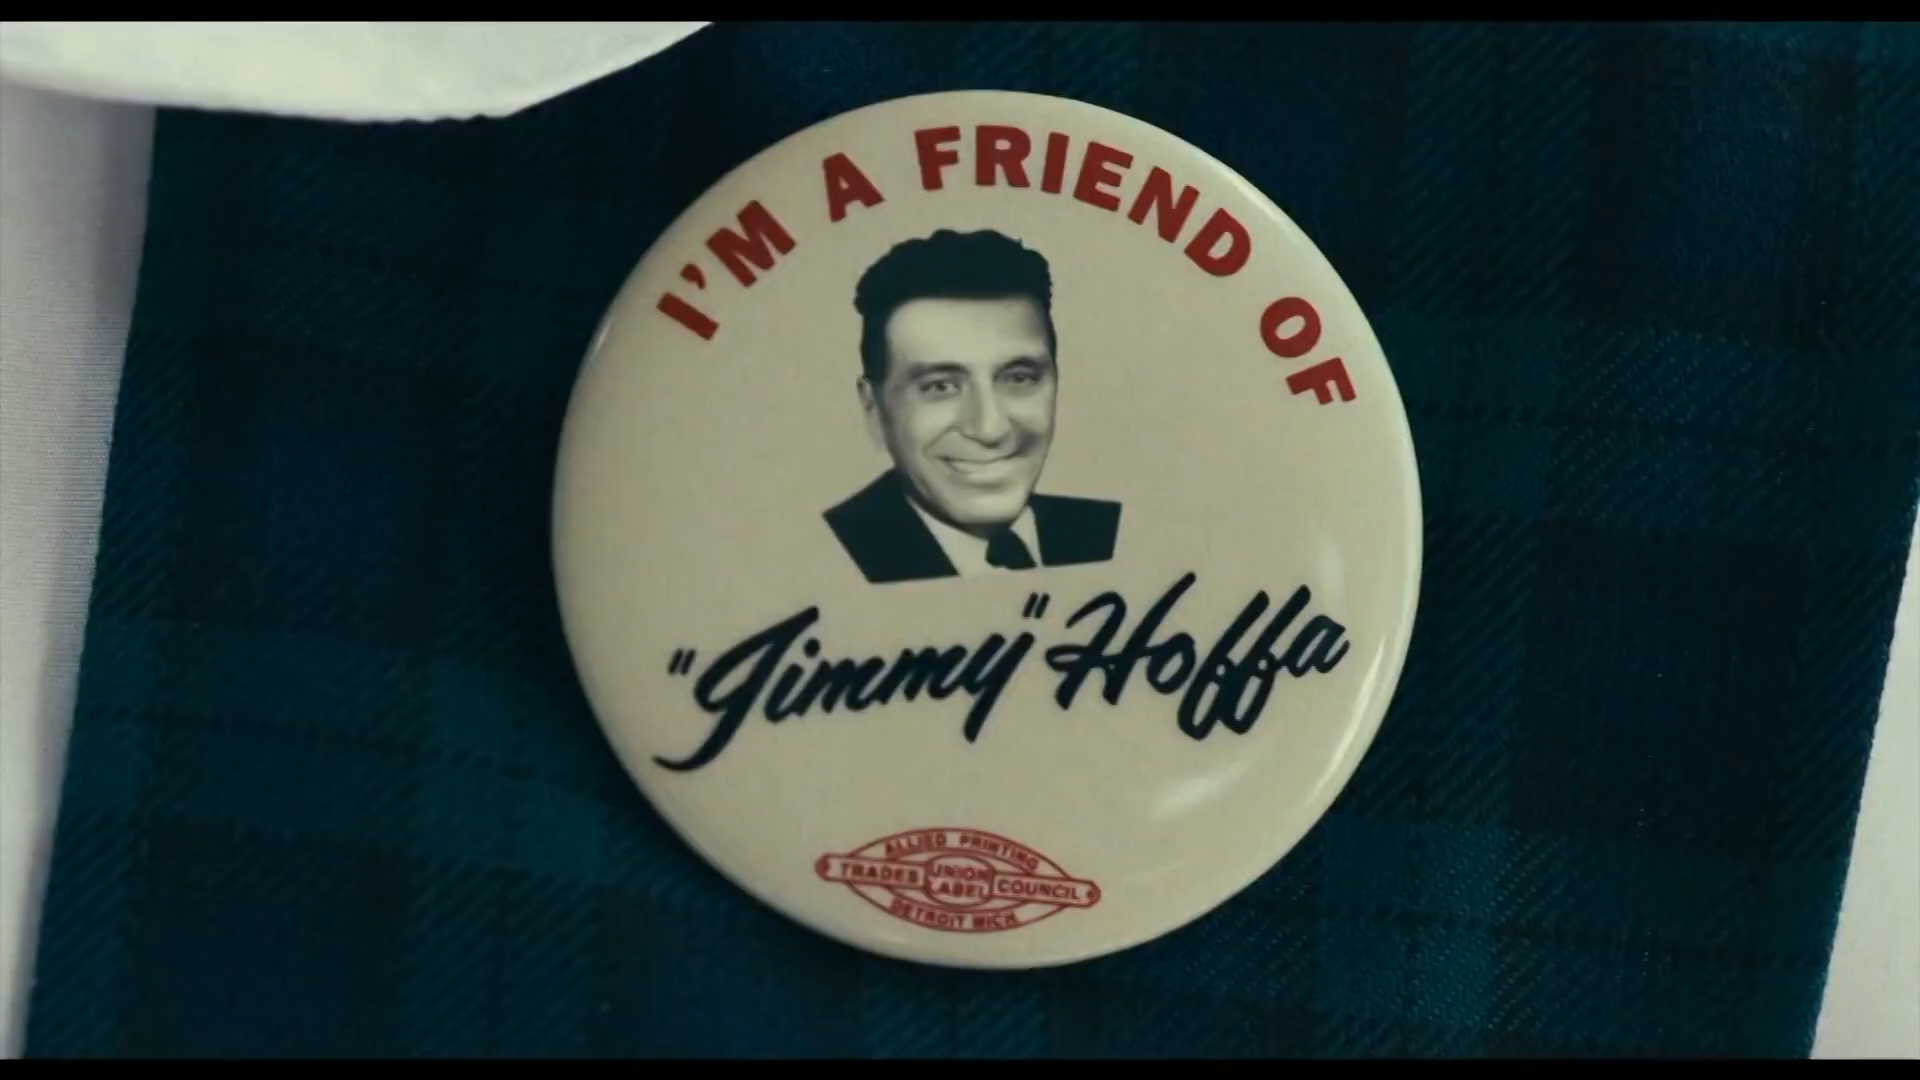 I'M A FRIEND OF
"Jimmy" Hoffa
ALLIED PRINTING
TRADES UNION LABEL COUNCIL
DETROIT MICH.